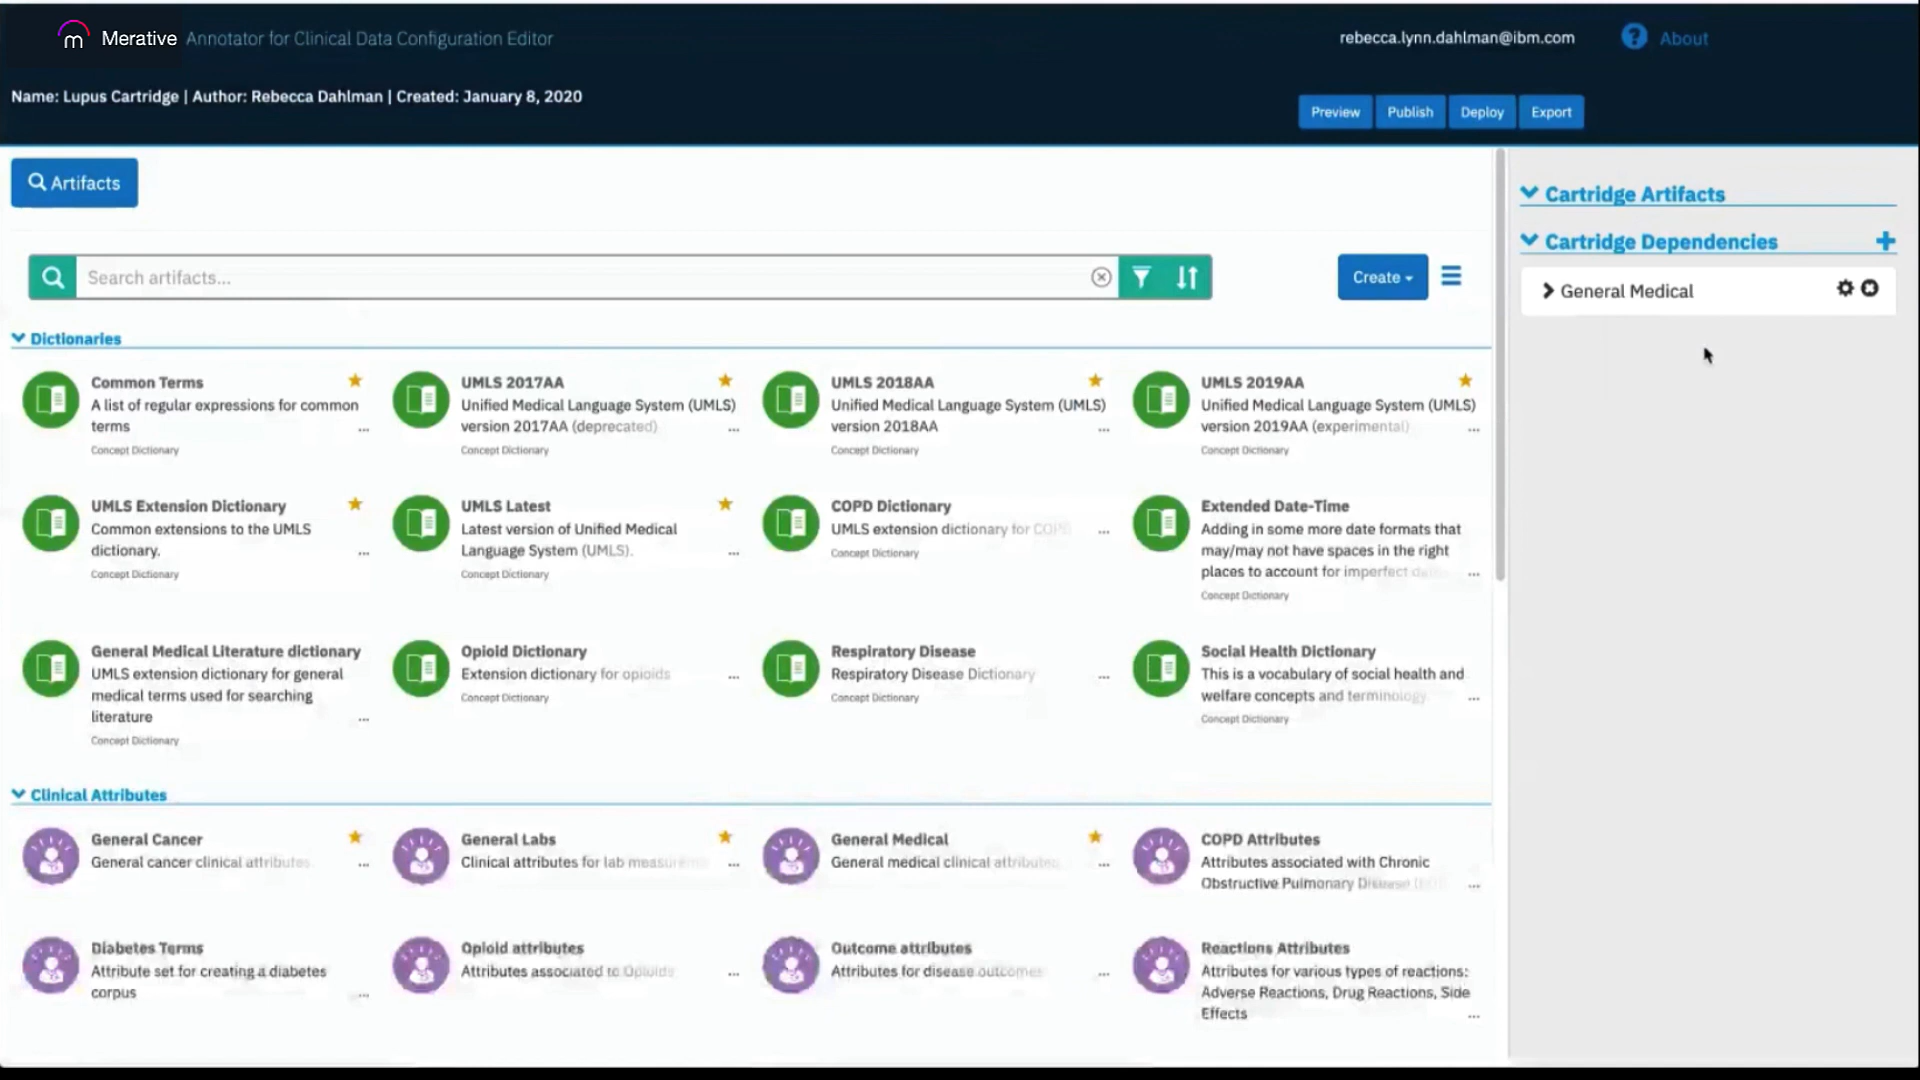 Merative Annotator for Clinical Data Configuration Editor
rebecca.lynn.dahlman@ibm.com
? About
Name: Lupus Cartridge | Author: Rebecca Dahlman | Created: January 8, 2020
Preview Publish Deploy Export
Artifacts
Cartridge Artifacts
Cartridge Dependencies
General Medical
Search artifacts...
Create
Dictionaries
Common Terms
A list of regular expressions for common
terms
...
Concept Dictionary
UMLS 2017AA
Unified Medical Language System (UMLS)
version 2017AA (deprecated)
...
Concept Dictionary
UMLS 2018AA
Unified Medical Language System (UMLS)
version 2018AA
...
Concept Dictionary
UMLS 2019AA
Unified Medical Language System (UMLS)
version 2019AA (experimental)
...
Concept Dictionary
UMLS Extension Dictionary
Common extensions to the UMLS
dictionary.
...
Concept Dictionary
UMLS Latest
Latest version of Unified Medical
Language System (UMLS).
...
Concept Dictionary
COPD Dictionary
UMLS extension dictionary for COPD
...
Concept Dictionary
Extended Date-Time
Adding in some more date formats that
may/may not have spaces in the right
places to account for imperfect
...
Concept Dictionary
General Medical Literature dictionary
UMLS extension dictionary for general
medical terms used for searching
literature
...
Concept Dictionary
Opioid Dictionary
Extension dictionary for opioids
...
Concept Dictionary
Respiratory Disease
Respiratory Disease Dictionary
...
Concept Dictionary
Social Health Dictionary
This is a vocabulary of social health and
welfare concepts and terminology
...
Concept Dictionary
Clinical Attributes
General Cancer
General cancer clinical attributes
...
General Labs
Clinical attributes for lab
...
General Medical
General medical clinical attributes
...
COPD Attributes
Attributes associated with Chronic
Obstructive Pulmonary Disease
...
Diabetes Terms
Attribute set for creating a diabetes
corpus
...
Opioid attributes
Attributes associated to Opioids
...
Outcome attributes
Attributes for disease outcomes
...
Reactions Attributes
Attributes for various types of reactions:
Adverse Reactions, Drug Reactions, Side
Effects
...